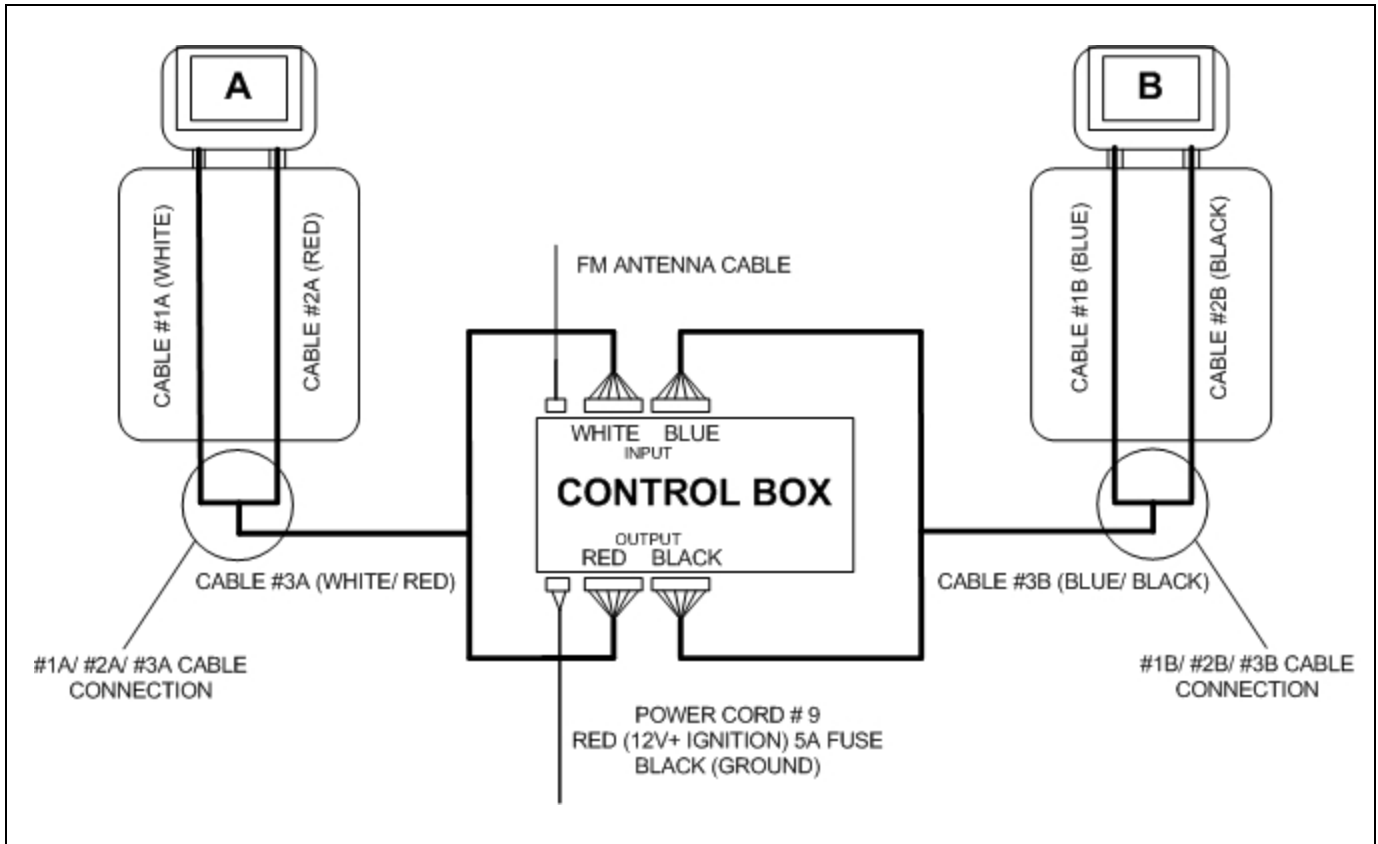 A
B
CABLE #1A (WHITE)
CABLE #2A (RED)
FM ANTENNA CABLE
CABLE #1B (BLUE)
CABLE #2B (BLACK)
WHITE BLUE
INPUT
CONTROL BOX
OUTPUT
RED BLACK
CABLE #3A (WHITE/ RED)
CABLE #3B (BLUE/ BLACK)
#1A/ #2A/ #3A CABLE
CONNECTION
#1B/ #2B/ #3B CABLE
CONNECTION
POWER CORD # 9
RED (12V+ IGNITION) 5A FUSE
BLACK (GROUND)